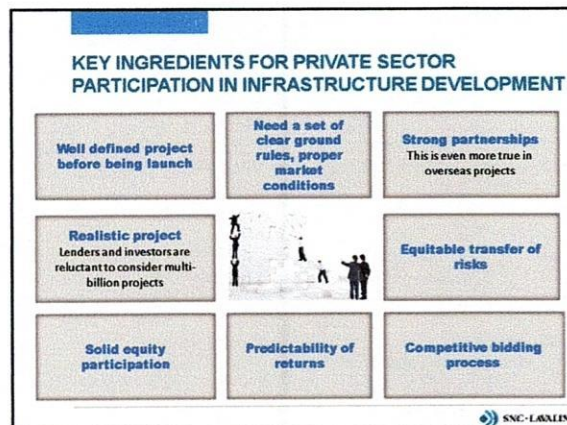 KEY INGREDIENTS FOR PRIVATE SECTOR
PARTICIPATION IN INFRASTRUCTURE DEVELOPMENT
Well defined project
before being launch
Need a set of
clear ground
rules, proper
market
conditions
Strong partnerships
This is even more true in
overseas projects
Realistic project
Lenders and investors are
reluctant to consider multi-
billion projects
Equitable transfer of
risks
Solid equity
participation
Predictability of
returns
Competitive bidding
process
SNC·LAVALIN